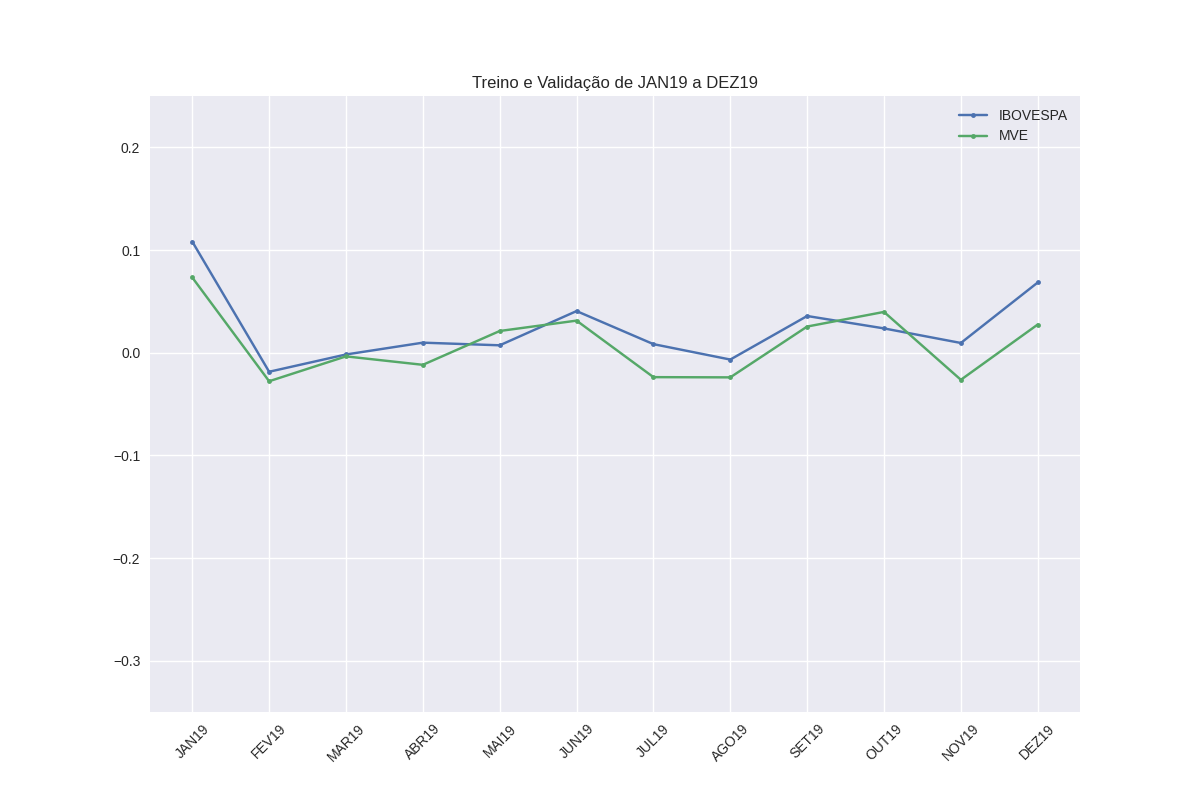 Treino e Validação de JAN19 a DEZ19
IBOVESPA
MVE
0.2
0.1
0.0
−0.1
−0.2
−0.3
JAN19
FEV19
MAR19
ABR19
MAI19
JUN19
JUL19
AGO19
SET19
OUT19
NOV19
DEZ19